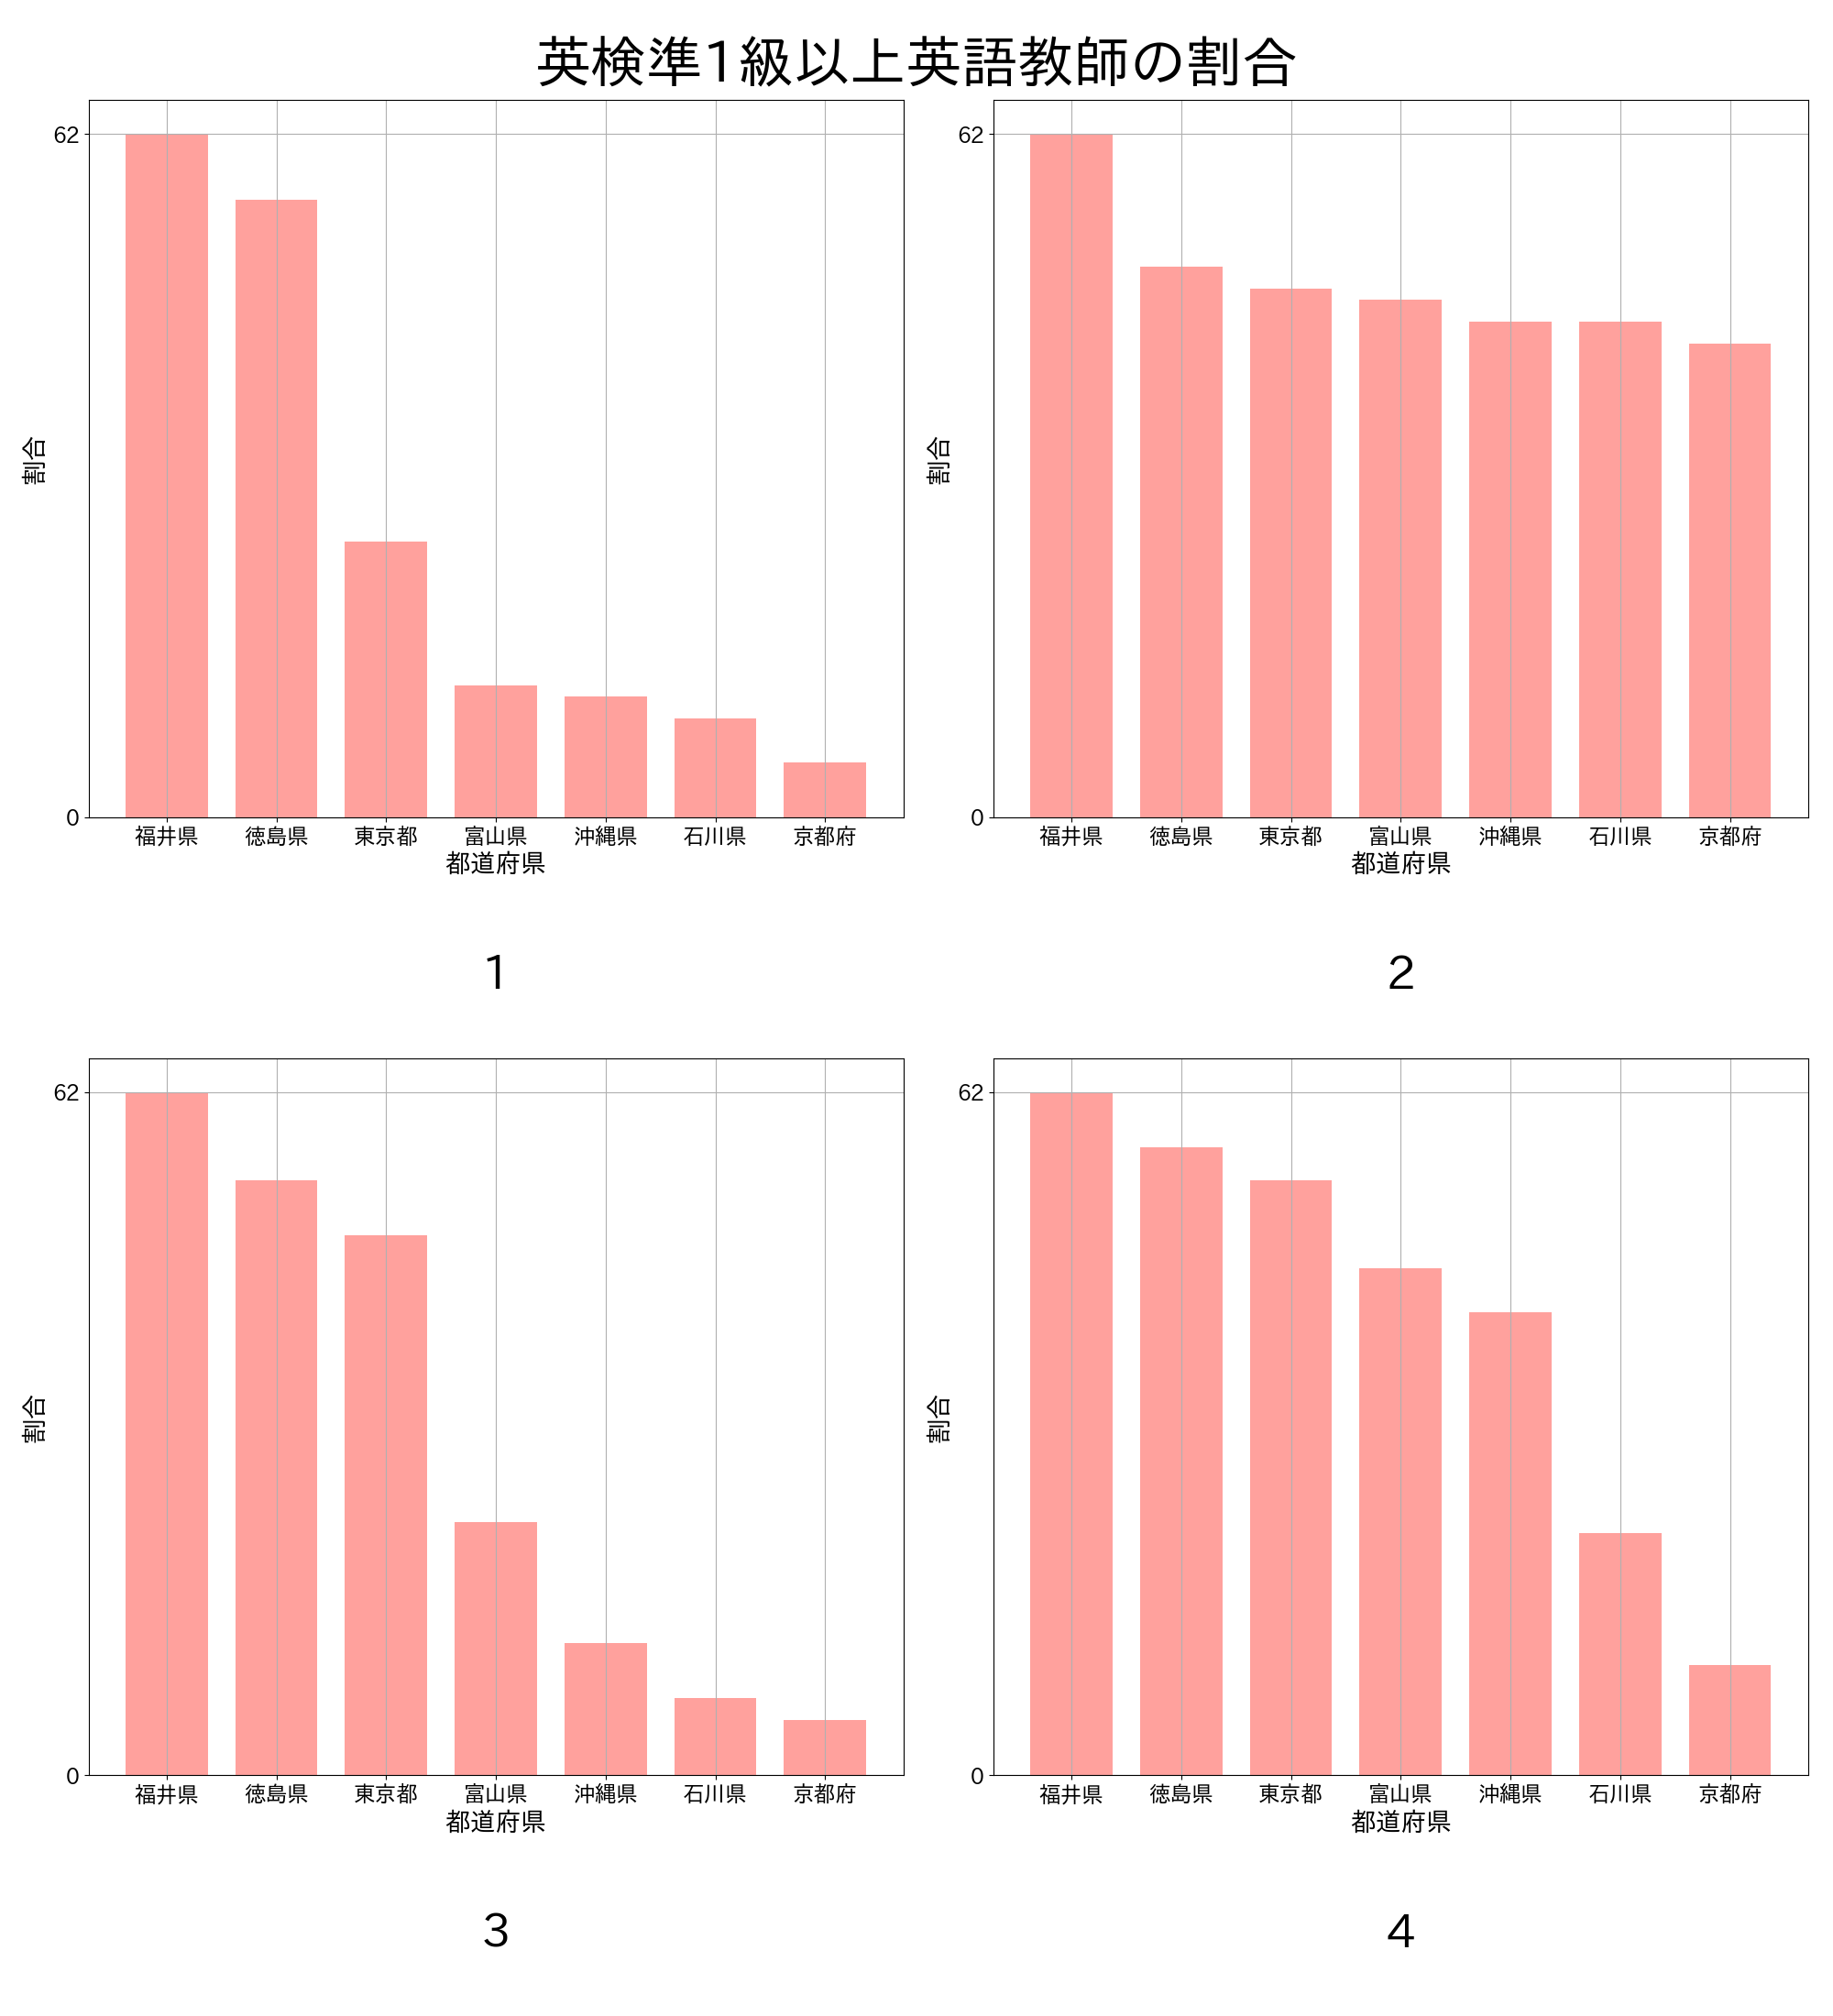 英検準1級以上英語教師の割合
62
0
割合
福井県 徳島県 東京都 富山県 沖縄県 石川県 京都府
都道府県
1
62
0
割合
福井県 徳島県 東京都 富山県 沖縄県 石川県 京都府
都道府県
2
62
0
割合
福井県 徳島県 東京都 富山県 沖縄県 石川県 京都府
都道府県
3
62
0
割合
福井県 徳島県 東京都 富山県 沖縄県 石川県 京都府
都道府県
4